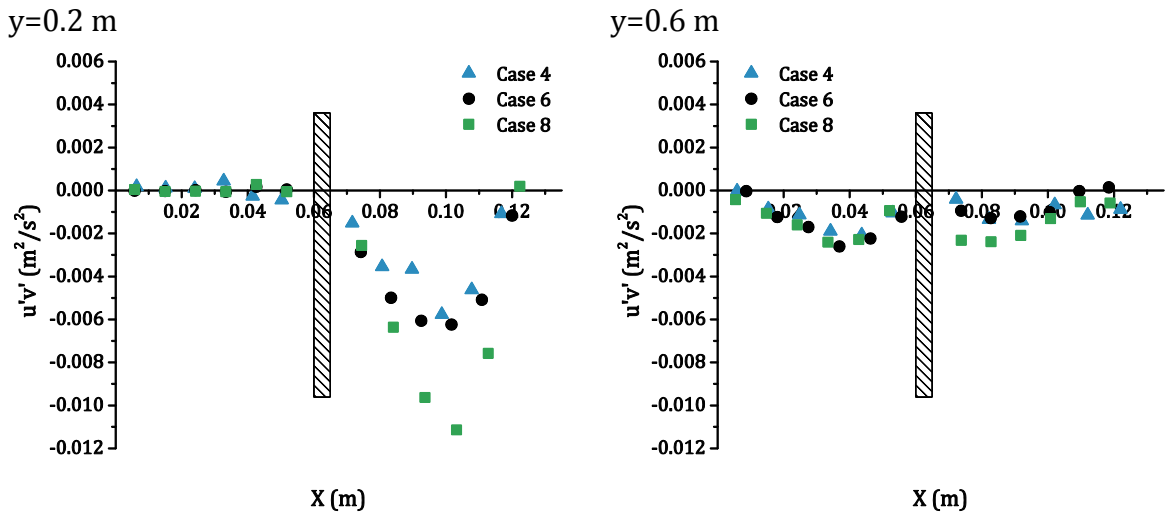 y=0.2 m
0.006
0.004
0.002
0.000
-0.002
-0.004
-0.006
-0.008
-0.010
-0.012
u'v' (m²/s²)
0.02 0.04 0.06 0.08 0.10 0.12
X (m)
Case 4
Case 6
Case 8
y=0.6 m
0.006
0.004
0.002
0.000
-0.002
-0.004
-0.006
-0.008
-0.010
-0.012
u'v' (m²/s²)
0.02 0.04 0.06 0.08 0.10 0.12
X (m)
Case 4
Case 6
Case 8